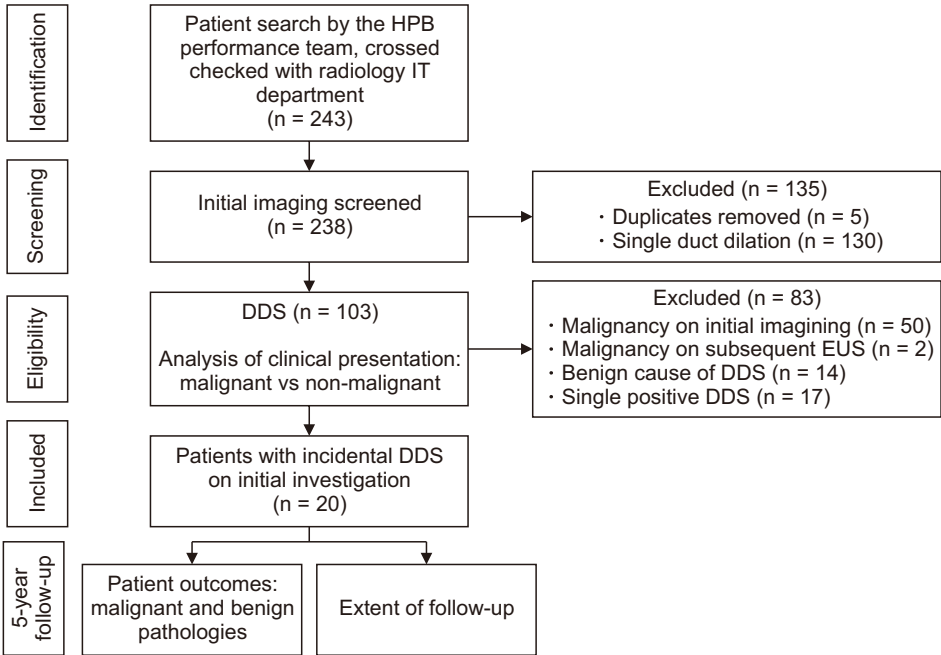 Identification
Patient search by the HPB
performance team, crossed
checked with radiology IT
department
(n = 243)
Screening
Initial imaging screened
(n = 238)
Excluded (n = 135)
· Duplicates removed (n = 5)
· Single duct dilation (n = 130)
Eligibility
DDS (n = 103)
Analysis of clinical presentation:
malignant vs non-malignant
Excluded (n = 83)
· Malignancy on initial imagining (n = 50)
· Malignancy on subsequent EUS (n = 2)
· Benign cause of DDS (n = 14)
· Single positive DDS (n = 17)
Included
Patients with incidental DDS
on initial investigation
(n = 20)
5-year
follow-up
Patient outcomes:
malignant and benign
pathologies
Extent of follow-up